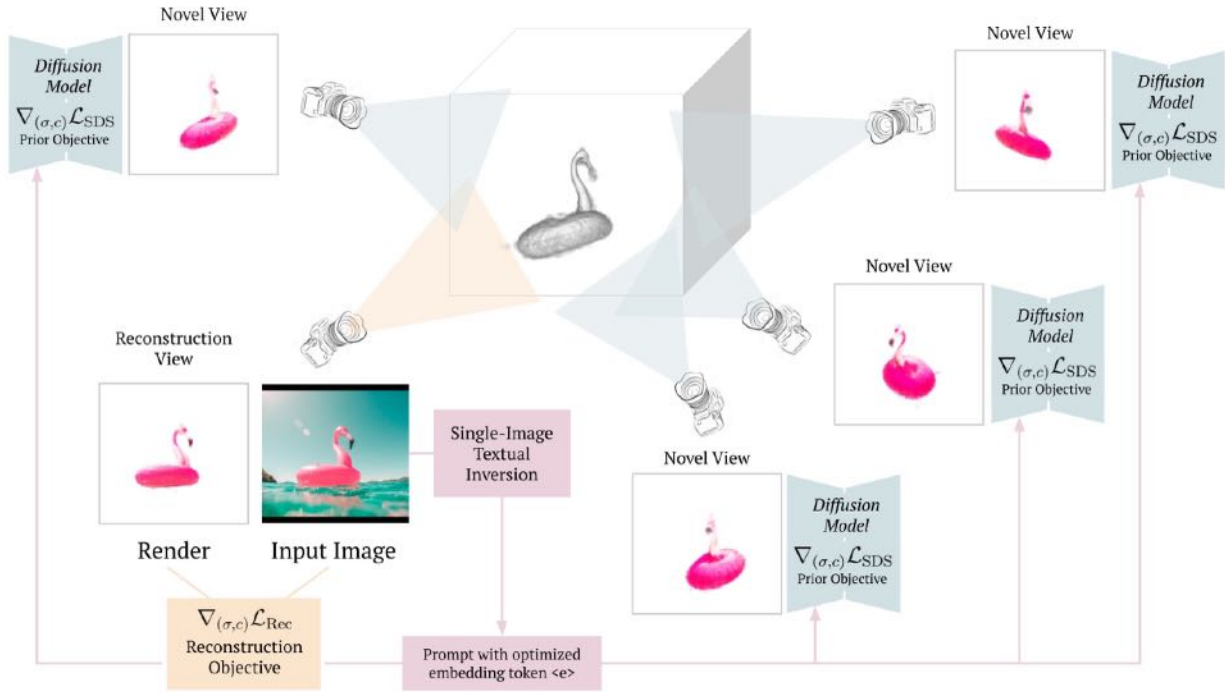 Novel View
Diffusion
Model
∇(σ,c)ℒSDS
Prior Objective
Novel View
Diffusion
Model
∇(σ,c)ℒSDS
Prior Objective
Novel View
Diffusion
Model
∇(σ,c)ℒSDS
Prior Objective
Reconstruction
View
Render
Input Image
Single-Image
Textual
Inversion
Novel View
Diffusion
Model
∇(σ,c)ℒSDS
Prior Objective
∇(σ,c)ℒRec
Reconstruction
Objective
Prompt with optimized
embedding token <e>